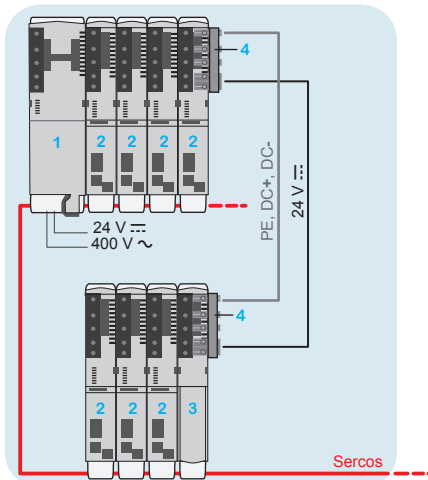 4
1 2 2 2 2
PE, DC+, DC-
24 V ⎓
24 V ⎓
400 V ∿
4
2 2 2 3
Sercos